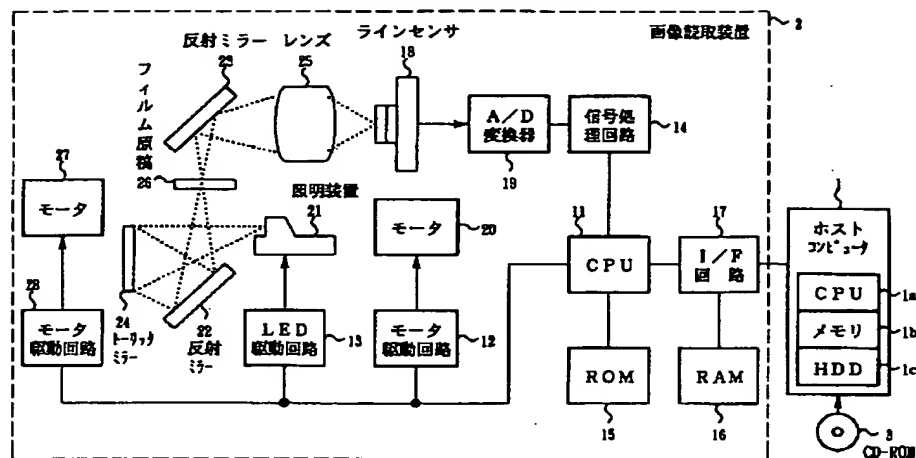 2
反射ミラー
23
レンズ
25
ラインセンサ
18
画像読取装置
フィルム原稿
26
A/D
変換器
19
信号処
理回路
14
27
モータ
照明装置
21
モータ
20
11
CPU
17
I/F
回路
1
ホスト
コンピュータ
CPU
1a
メモリ
1b
HDD
1c
28
モータ
駆動回路
24
トーリック
ミラー
22
反射
ミラー
LED
駆動回路
13
モータ
駆動回路
12
ROM
15
RAM
16
3
CD-ROM